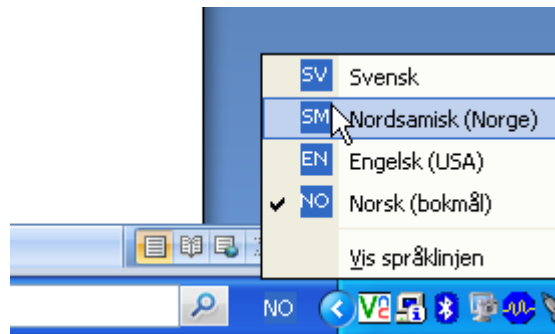 SV Svensk
SM Nordsamisk (Norge)
EN Engelsk (USA)
NO Norsk (bokmål)
Vis språklinjen
NO